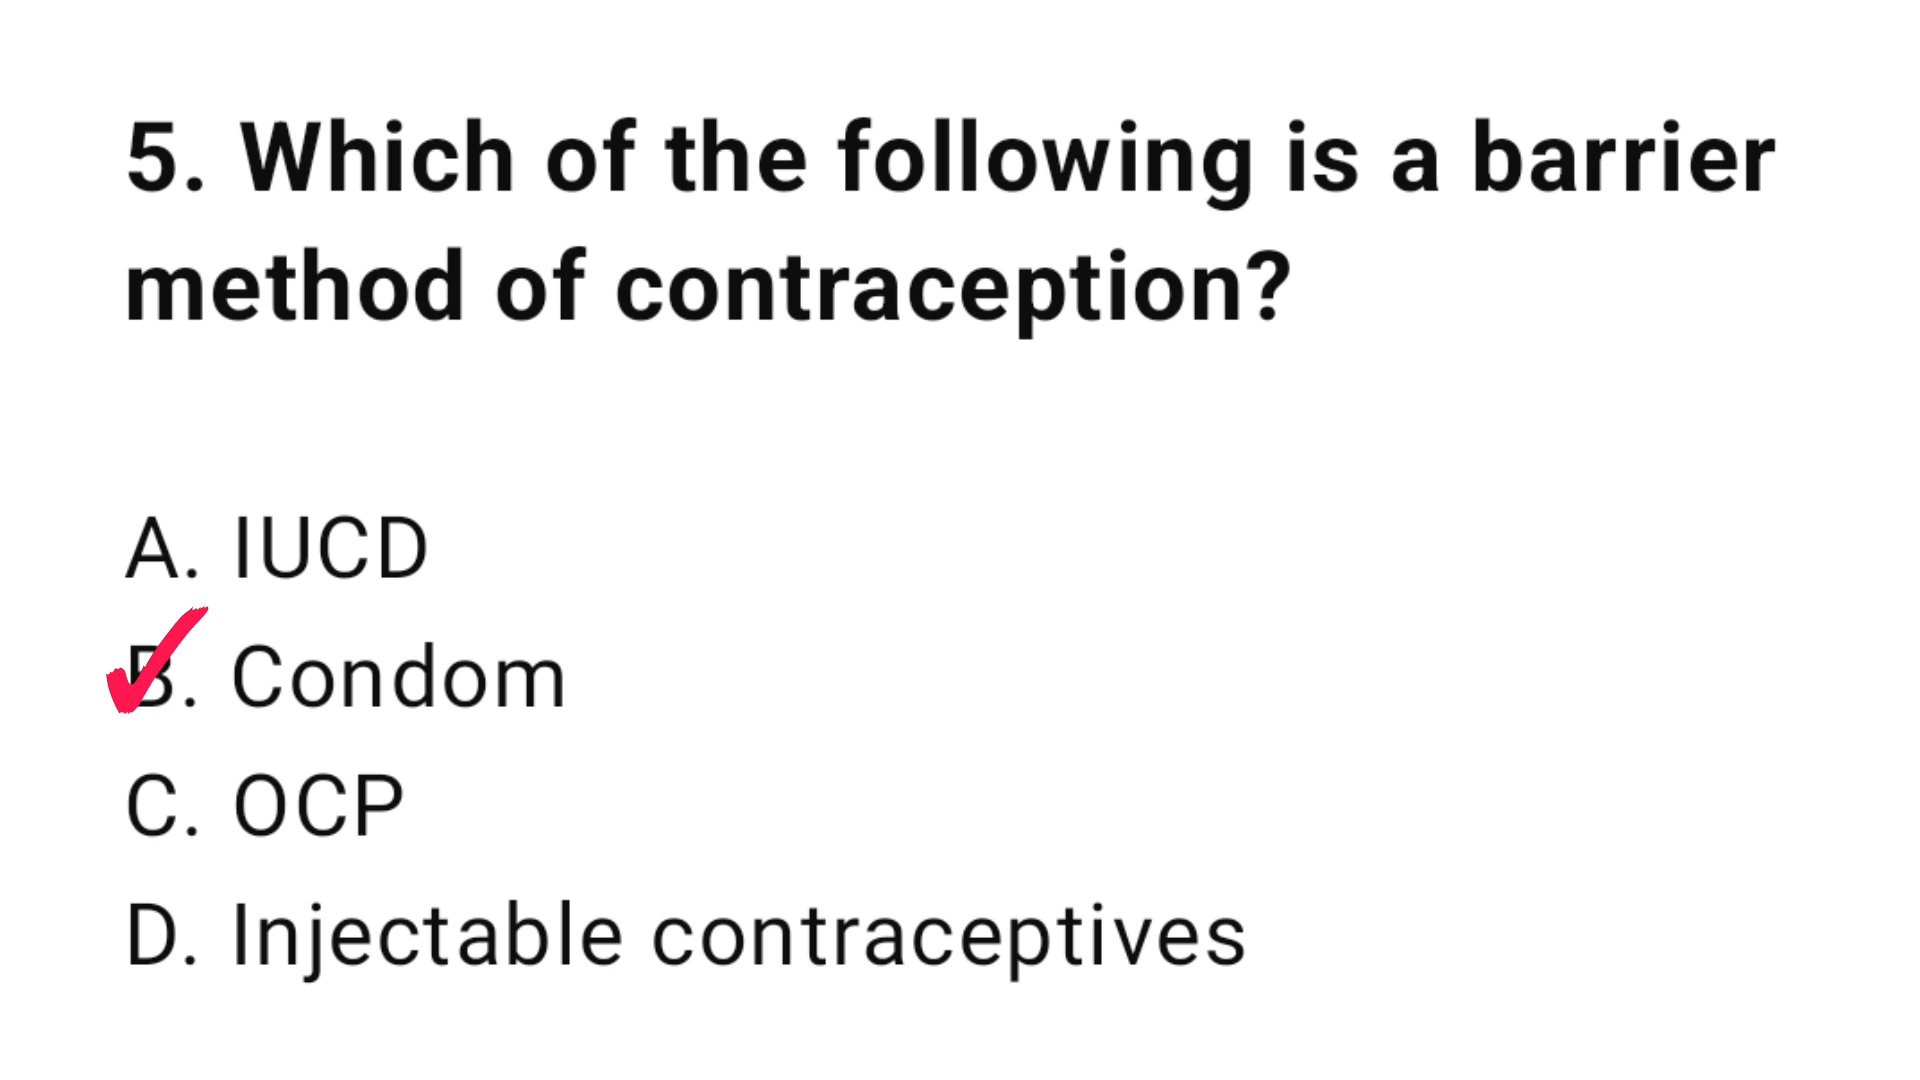 5. Which of the following is a barrier
method of contraception?
A. IUCD
B. Condom
C. OCP
D. Injectable contraceptives